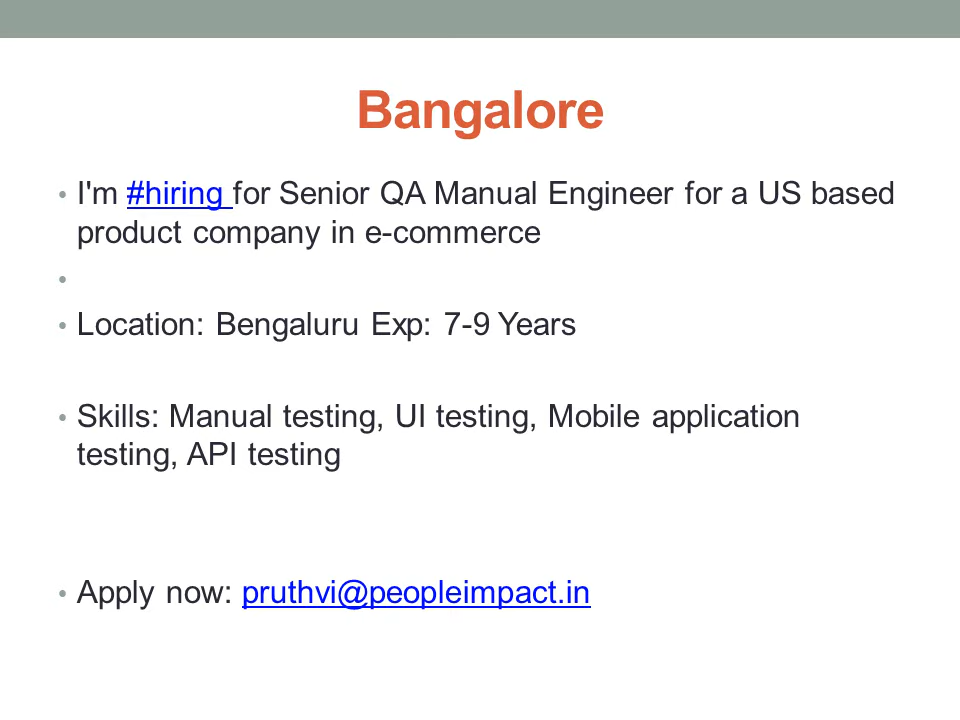 Bangalore
• I'm #hiring for Senior QA Manual Engineer for a US based
product company in e-commerce
•
• Location: Bengaluru Exp: 7-9 Years
• Skills: Manual testing, UI testing, Mobile application
testing, API testing
• Apply now: pruthvi@peopleimpact.in